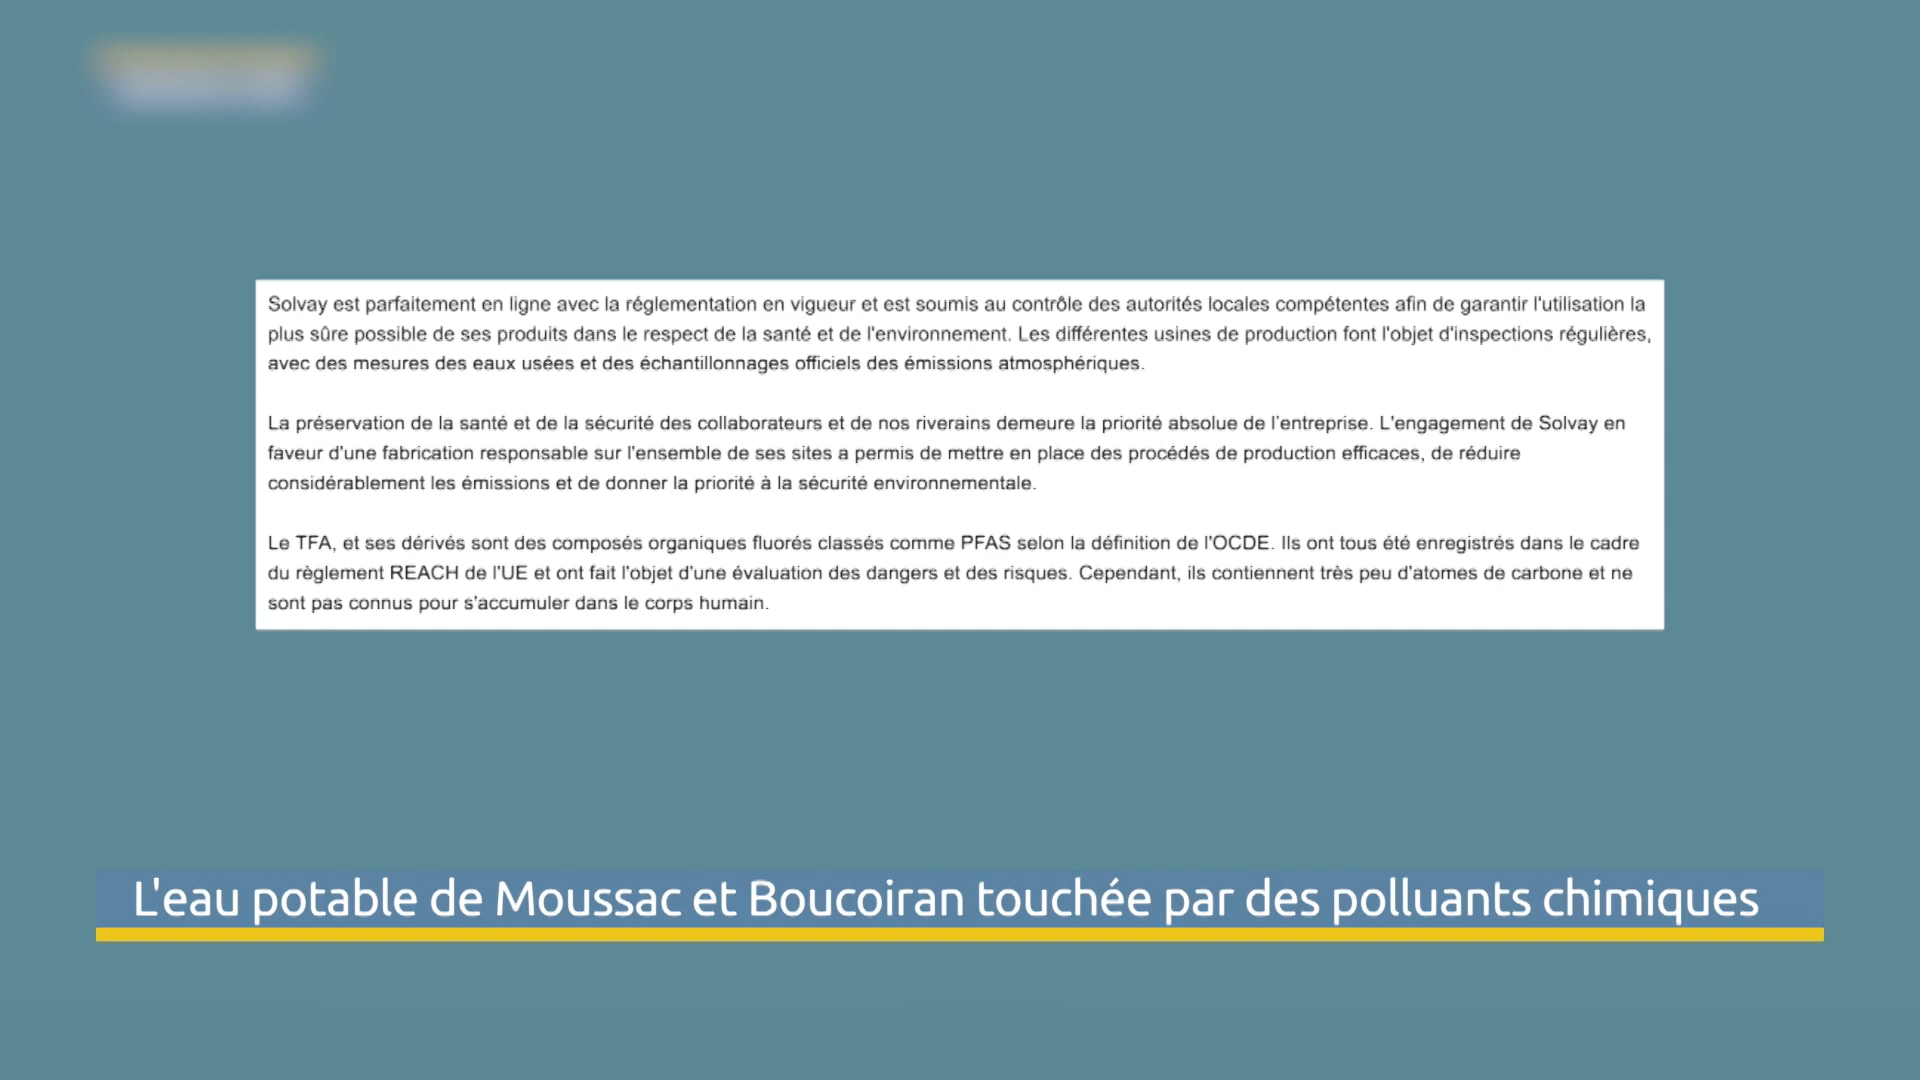 Solvay est parfaitement en ligne avec la réglementation en vigueur et est soumis au contrôle des autorités locales compétentes afin de garantir l'utilisation la
plus sûre possible de ses produits dans le respect de la santé et de l'environnement. Les différentes usines de production font l'objet d'inspections régulières,
avec des mesures des eaux usées et des échantillonnages officiels des émissions atmosphériques.
La préservation de la santé et de la sécurité des collaborateurs et de nos riverains demeure la priorité absolue de l'entreprise. L'engagement de Solvay en
faveur d'une fabrication responsable sur l'ensemble de ses sites a permis de mettre en place des procédés de production efficaces, de réduire
considérablement les émissions et de donner la priorité à la sécurité environnementale.
Le TFA, et ses dérivés sont des composés organiques fluorés classés comme PFAS selon la définition de l'OCDE. Ils ont tous été enregistrés dans le cadre
du règlement REACH de l'UE et ont fait l'objet d'une évaluation des dangers et des risques. Cependant, ils contiennent très peu d'atomes de carbone et ne
sont pas connus pour s'accumuler dans le corps humain.
L'eau potable de Moussac et Boucoiran touchée par des polluants chimiques